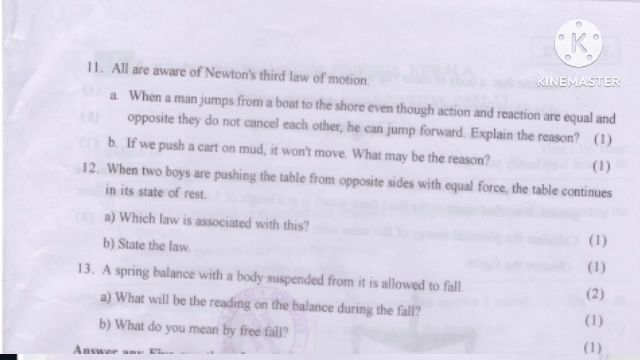 11. All are aware of Newton's third law of motion.
a. When a man jumps from a boat to the shore even though action and reaction are equal and
opposite they do not cancel each other, he can jump forward. Explain the reason? (1)
b. If we push a cart on mud, it won't move. What may be the reason? (1)
12. When two boys are pushing the table from opposite sides with equal force, the table continues
in its state of rest.
a) Which law is associated with this? (1)
b) State the law. (1)
13. A spring balance with a body suspended from it is allowed to fall. (2)
a) What will be the reading on the balance during the fall? (1)
b) What do you mean by free fall? (1)
Answer any Five
K
KINEMASTER